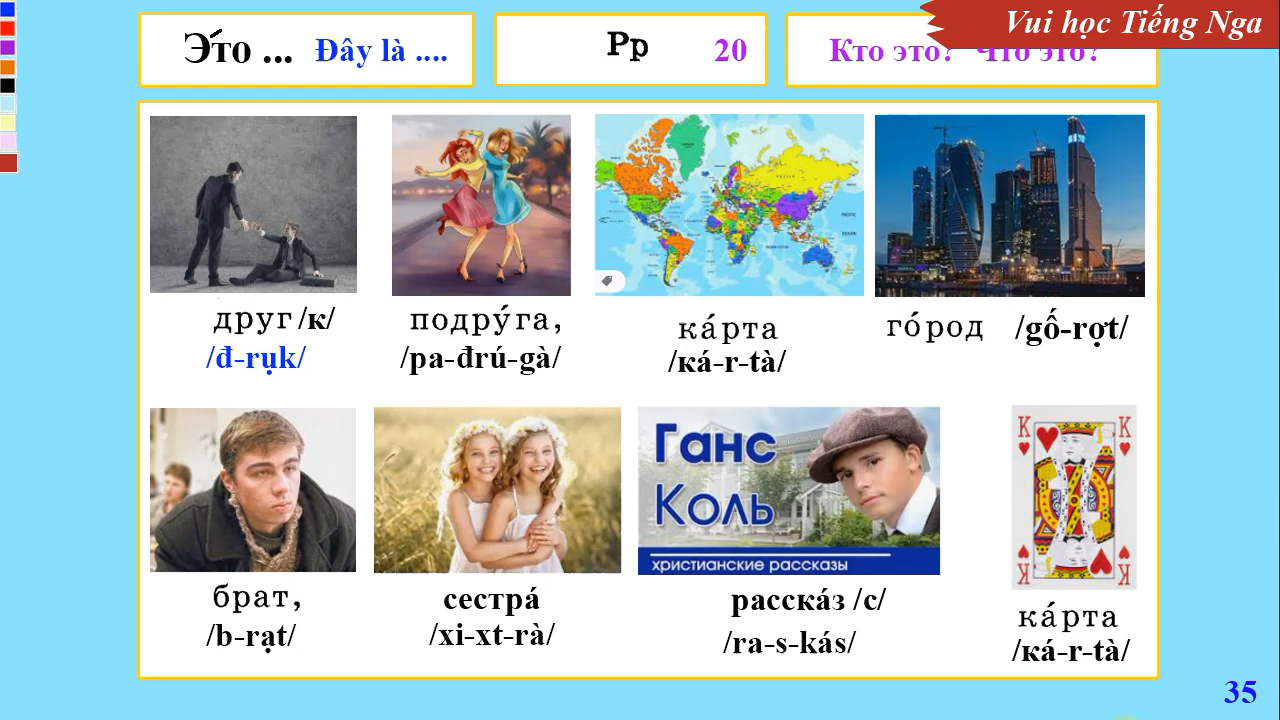 Vui học Tiếng Nga
Э́то ... Đây là ....
Рр 20
Кто это? Что это?
друг /к/
/đ-rụk/
подру́га,
/pa-đrú-gà/
ка́рта
/ка́-r-tà/
го́род /gố-rợt/
брат,
/b-rạt/
сестра́
/xi-xt-rà/
Ганс
Коль
христианские рассказы
расска́з /с/
/ra-s-kás/
K K
K K
ка́рта
/ка́-r-tà/
35